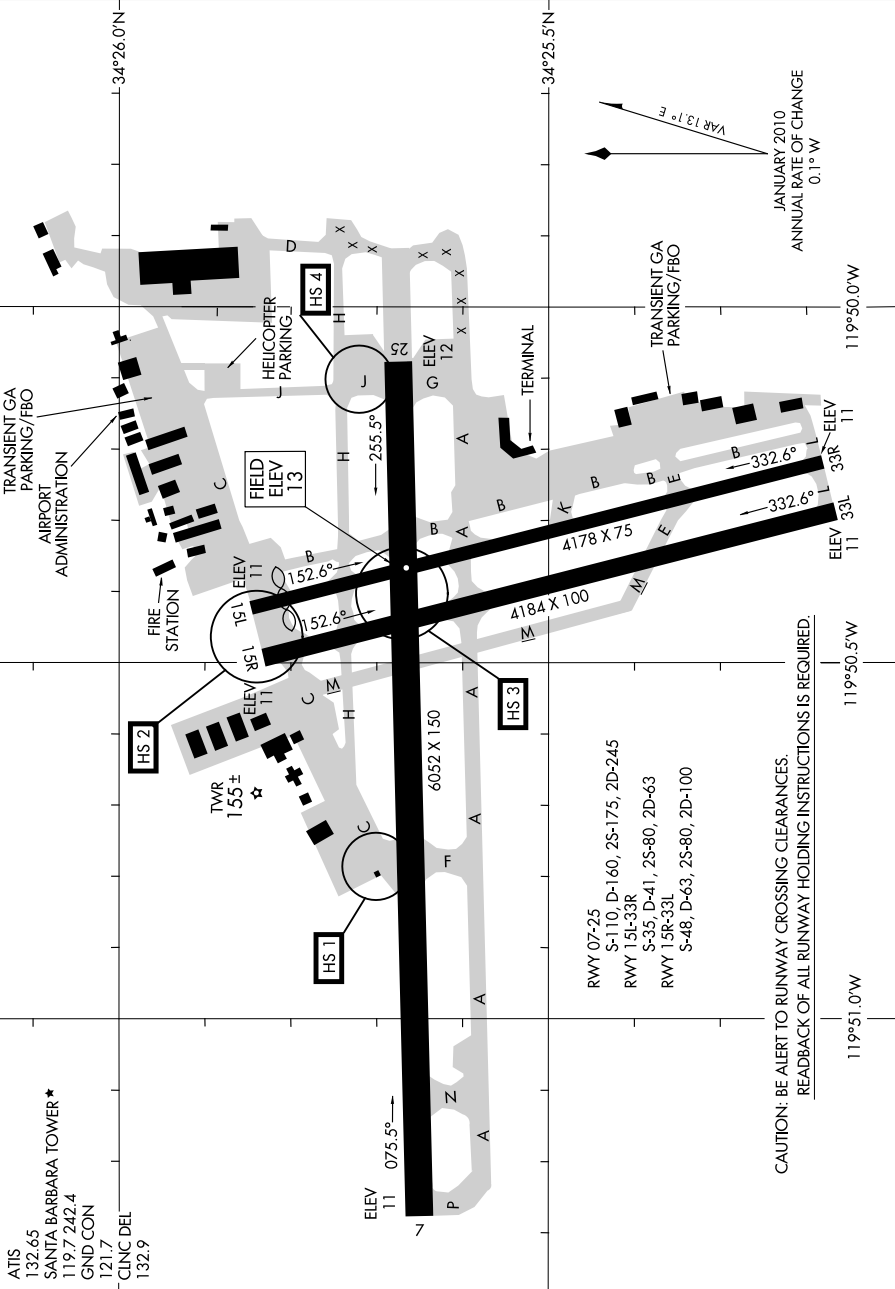 ATIS
132.65
SANTA BARBARA TOWER★
119.7 242.4
GND CON
121.7
CLNC DEL
132.9
34°26.0'N
34°25.5'N
VAR 13.1° E
JANUARY 2010
ANNUAL RATE OF CHANGE
0.1° W
119°50.0'W
119°50.5'W
119°51.0'W
TRANSIENT GA
PARKING/FBO
AIRPORT
ADMINISTRATION
FIRE
STATION
HELICOPTER
PARKING
HS 4
D
X
X
X
X
X
X
X
X
H
J
J
25
ELEV
12
G
TERMINAL
TRANSIENT GA
PARKING/FBO
C
FIELD
ELEV
13
H
255.5°
A
B
A
B
K
B
B
E
B
332.6°
L
ELEV
11
33R
332.6°
L
33L
ELEV
11
ELEV
11
15L
B
152.6°
4178 X 75
E
M
4184 X 100
152.6°
15R
ELEV
11
HS 2
C
M
H
M
A
HS 3
TWR
155±
6052 X 150
C
A
F
HS 1
A
N
A
P
075.5°
ELEV
11
7
RWY 07-25
S-110, D-160, 2S-175, 2D-245
RWY 15L-33R
S-35, D-41, 2S-80, 2D-63
RWY 15R-33L
S-48, D-63, 2S-80, 2D-100
CAUTION: BE ALERT TO RUNWAY CROSSING CLEARANCES.
READBACK OF ALL RUNWAY HOLDING INSTRUCTIONS IS REQUIRED.